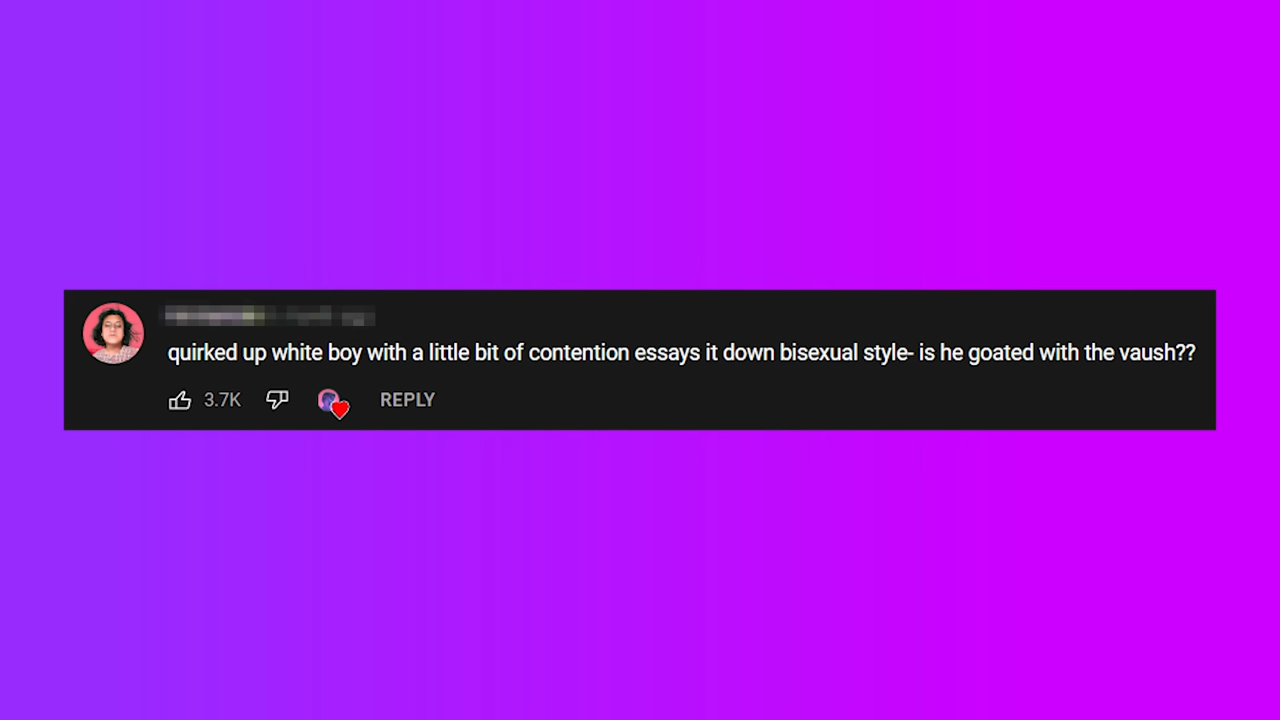 quirked up white boy with a little bit of contention essays it down bisexual style- is he goated with the vaush??
3.7K REPLY